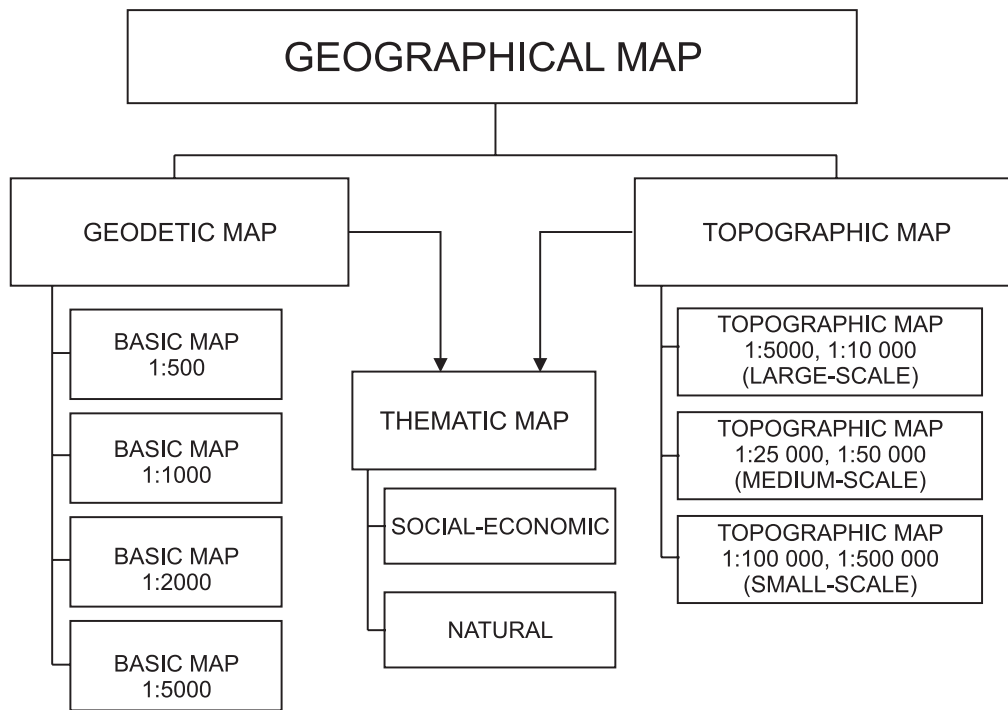 GEOGRAPHICAL MAP
GEODETIC MAP
BASIC MAP
1:500
BASIC MAP
1:1000
BASIC MAP
1:2000
BASIC MAP
1:5000
THEMATIC MAP
SOCIAL-ECONOMIC
NATURAL
TOPOGRAPHIC MAP
TOPOGRAPHIC MAP
1:5000, 1:10 000
(LARGE-SCALE)
TOPOGRAPHIC MAP
1:25 000, 1:50 000
(MEDIUM-SCALE)
TOPOGRAPHIC MAP
1:100 000, 1:500 000
(SMALL-SCALE)